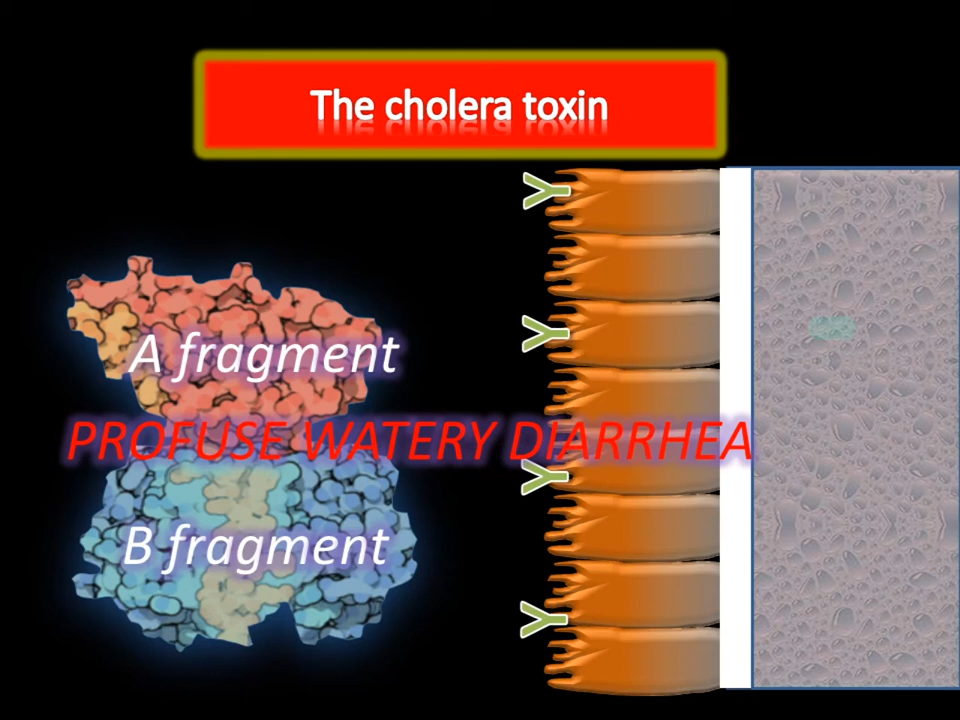 The cholera toxin
A fragment
PROFUSE WATERY DIARRHEA
B fragment
Y
Y
Y
Y